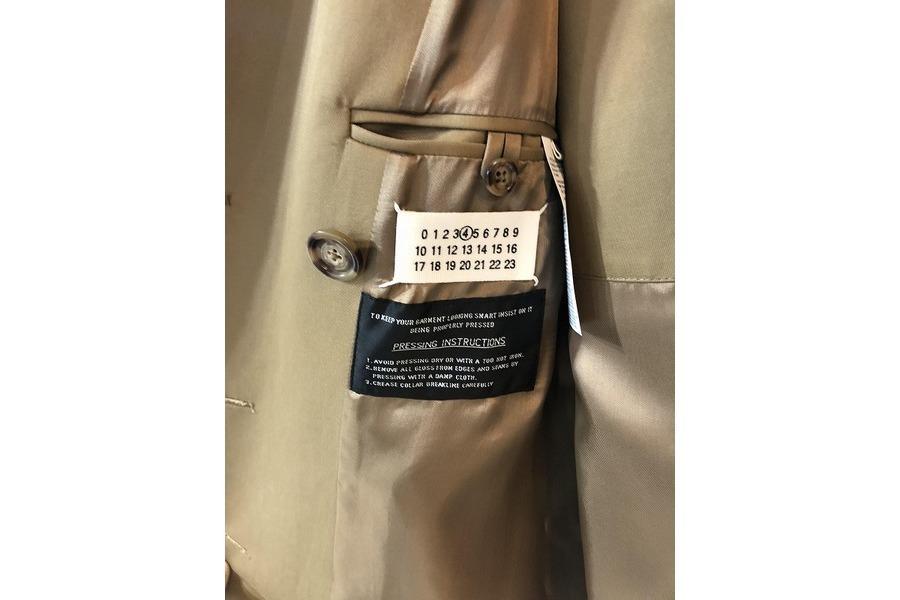 0 1 2 3 4 5 6 7 8 9
10 11 12 13 14 15 16
17 18 19 20 21 22 23
TO KEEP YOUR GARMENT LOOKING SMART INSIST ON IT
BEING PROPERLY PRESSED
PRESSING INSTRUCTIONS
1. AVOID PRESSING DRY OR WITH A TOO HOT IRON.
2. REMOVE ALL GLOSS FROM EDGES AND SEAMS BY
PRESSING WITH A DAMP CLOTH.
3. CREASE COLLAR BREAKLINE CAREFULLY